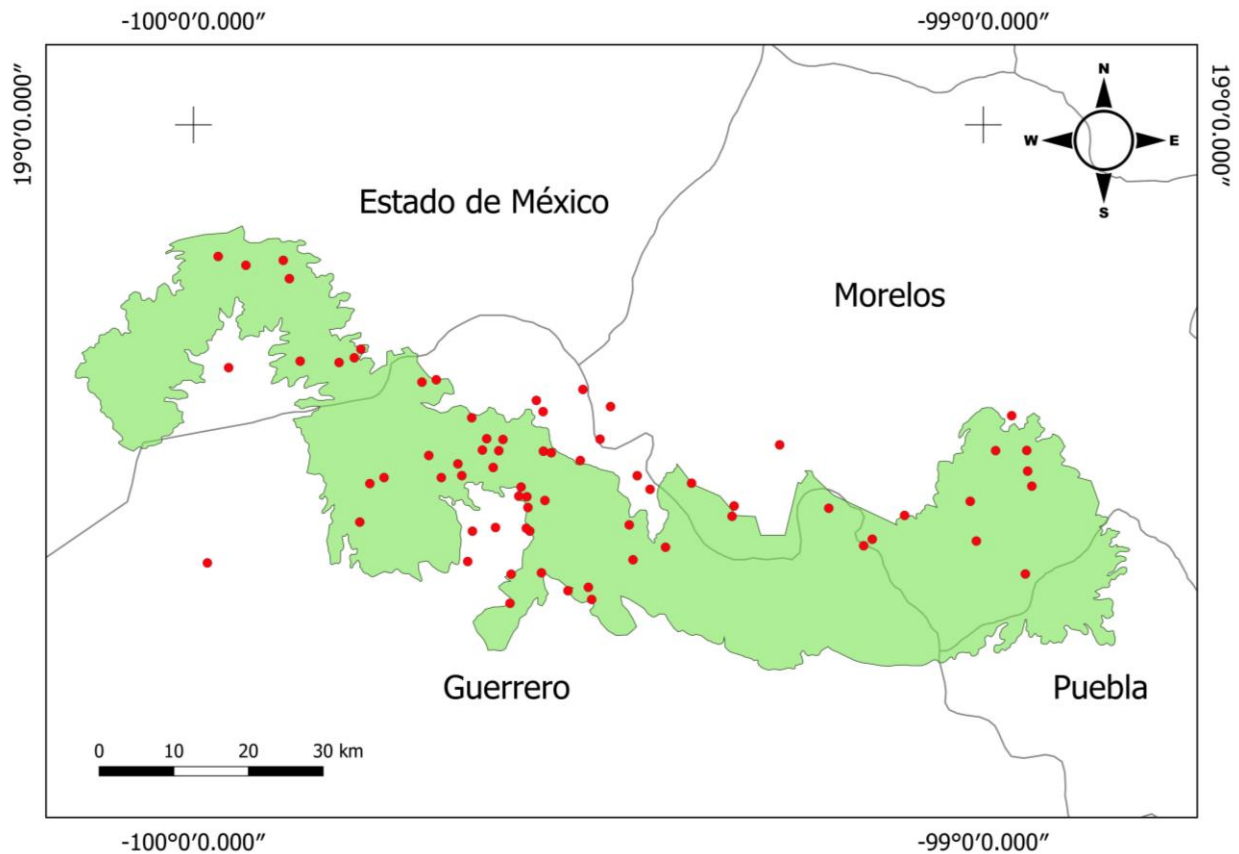 -100°0′0.000″ -99°0′0.000″
19°0′0.000″ 19°0′0.000″
N
W E
S
Estado de México
Morelos
Guerrero Puebla
0 10 20 30 km
-100°0′0.000″ -99°0′0.000″